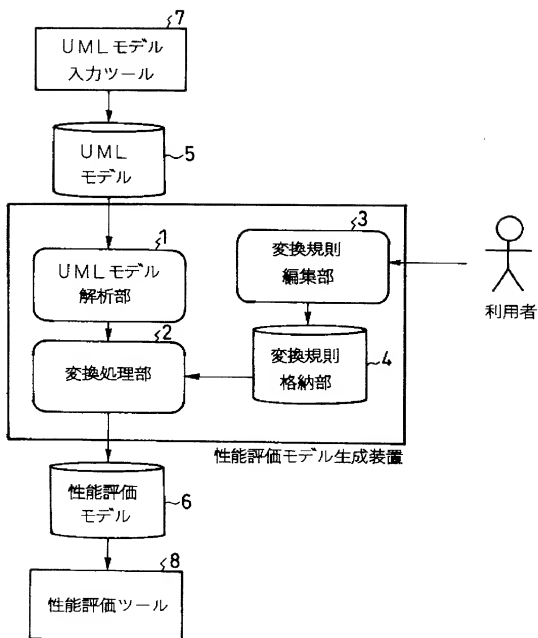 7
UMLモデル
入力ツール
UML
モデル
5
1
UMLモデル
解析部
3
変換規則
編集部
利用者
2
変換処理部
変換規則
格納部
4
性能評価モデル生成装置
性能評価
モデル
6
8
性能評価ツール